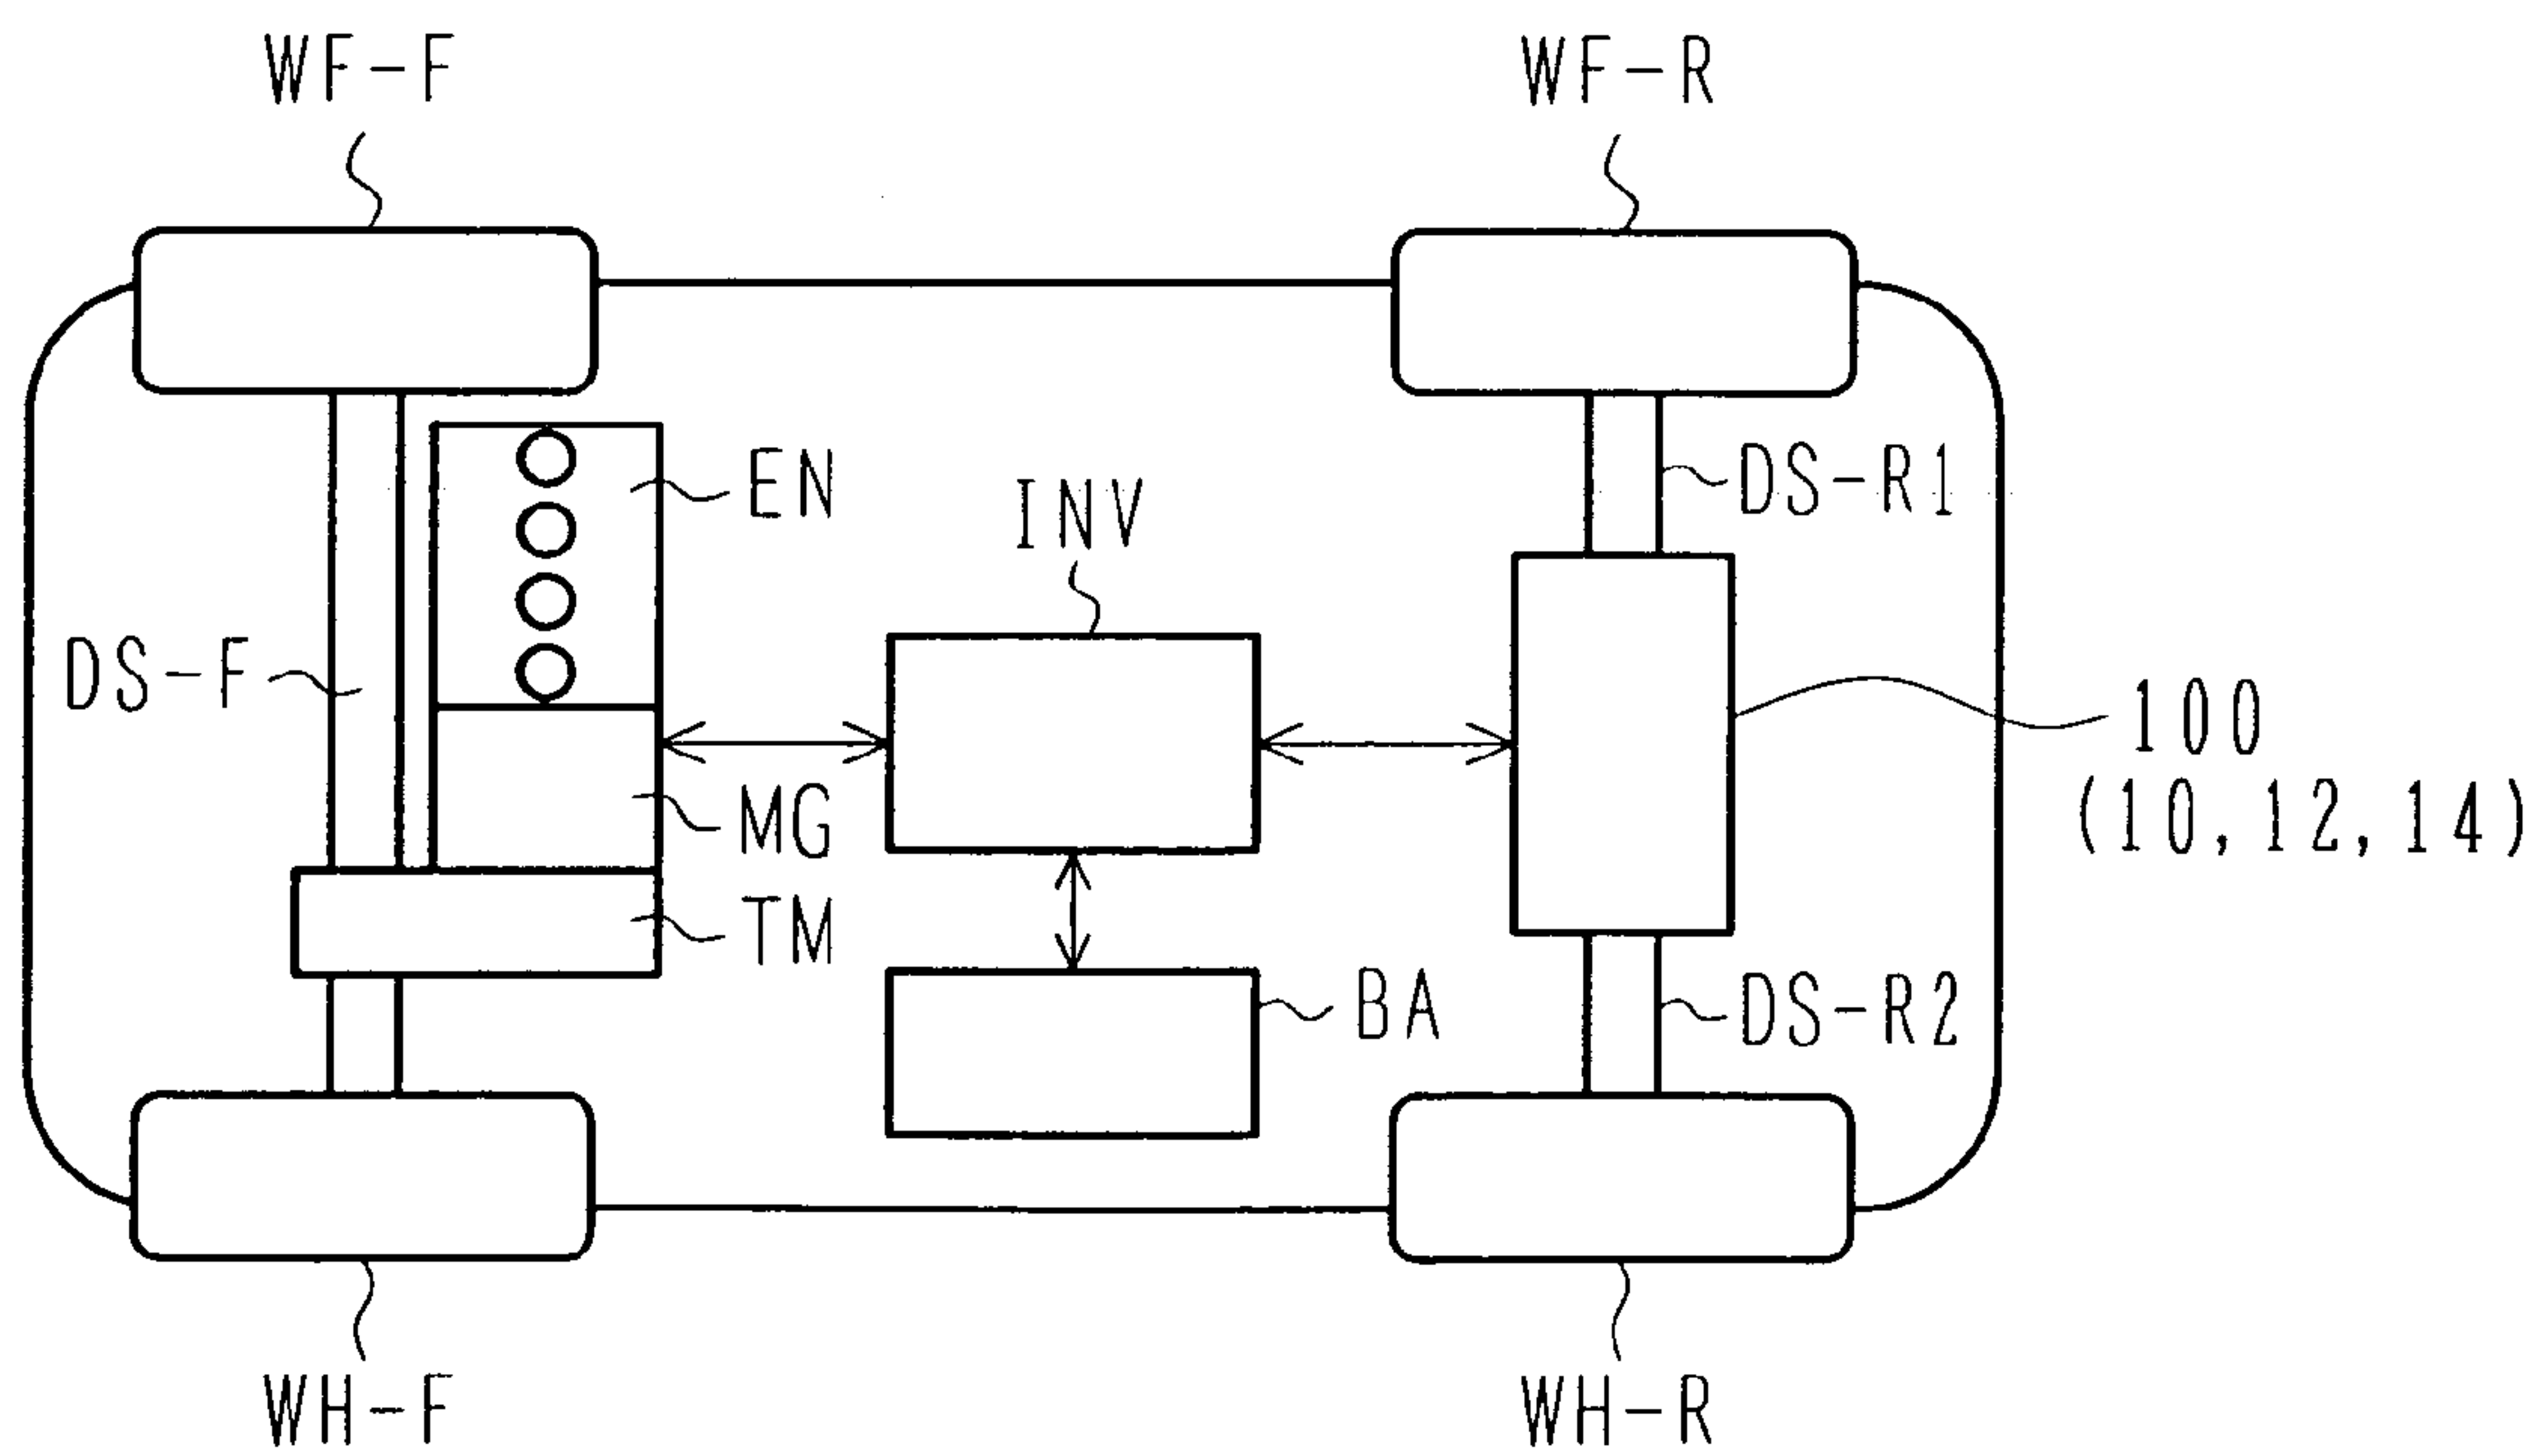 WF-F
WF-R
EN
DS-R1
INV
DS-F
100
(10,12,14)
MG
TM
BA
DS-R2
WH-F
WH-R